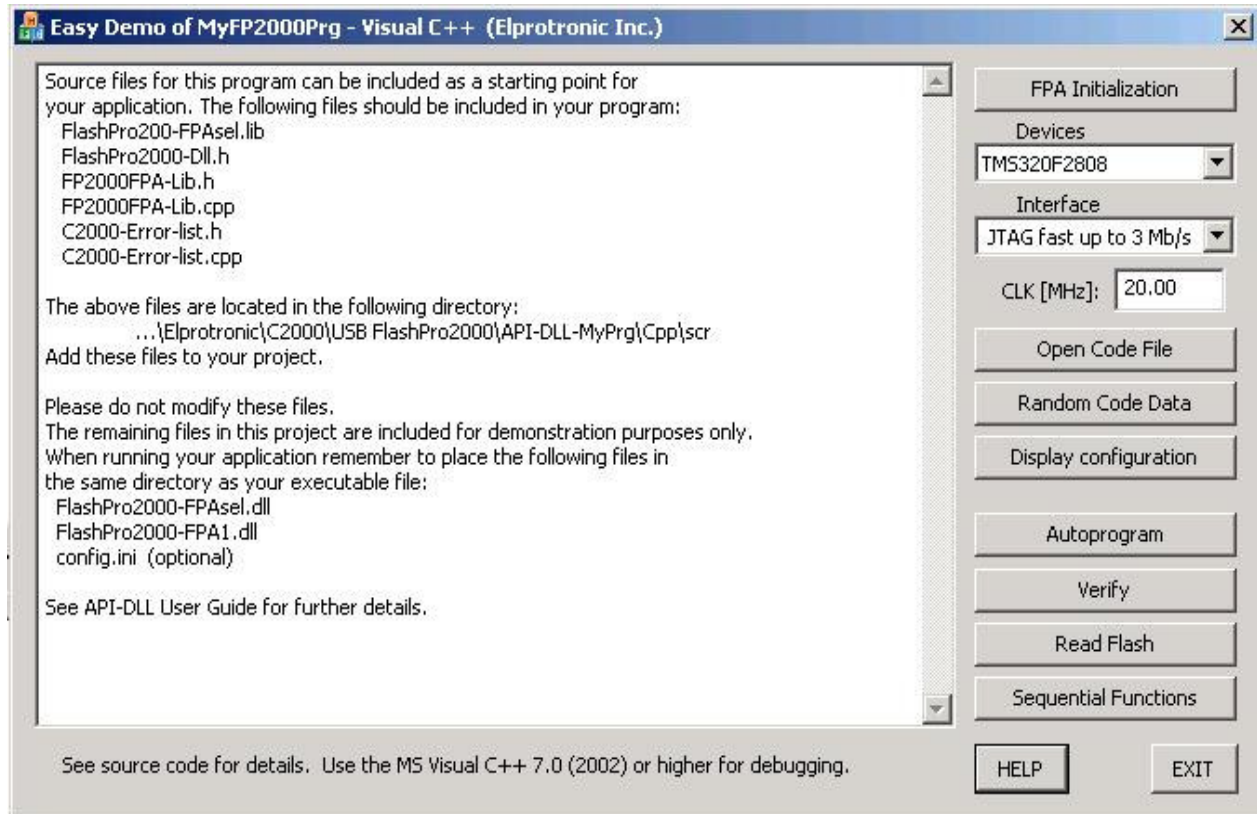 Easy Demo of MyFP2000Prg - Visual C++ (Elprotronic Inc.)
Source files for this program can be included as a starting point for
your application. The following files should be included in your program:
FlashPro200-FPAsel.lib
FlashPro2000-Dll.h
FP2000FPA-Lib.h
FP2000FPA-Lib.cpp
C2000-Error-list.h
C2000-Error-list.cpp
The above files are located in the following directory:
...\Elprotronic\C2000\USB FlashPro2000\API-DLL-MyPrg\Cpp\scr
Add these files to your project.
Please do not modify these files.
The remaining files in this project are included for demonstration purposes only.
When running your application remember to place the following files in
the same directory as your executable file:
FlashPro2000-FPAsel.dll
FlashPro2000-FPA1.dll
config.ini (optional)
See API-DLL User Guide for further details.
FPA Initialization
Devices
TMS320F2808
Interface
JTAG fast up to 3 Mb/s
CLK [MHz]: 20.00
Open Code File
Random Code Data
Display configuration
Autoprogram
Verify
Read Flash
Sequential Functions
See source code for details. Use the MS Visual C++ 7.0 (2002) or higher for debugging.
HELP
EXIT